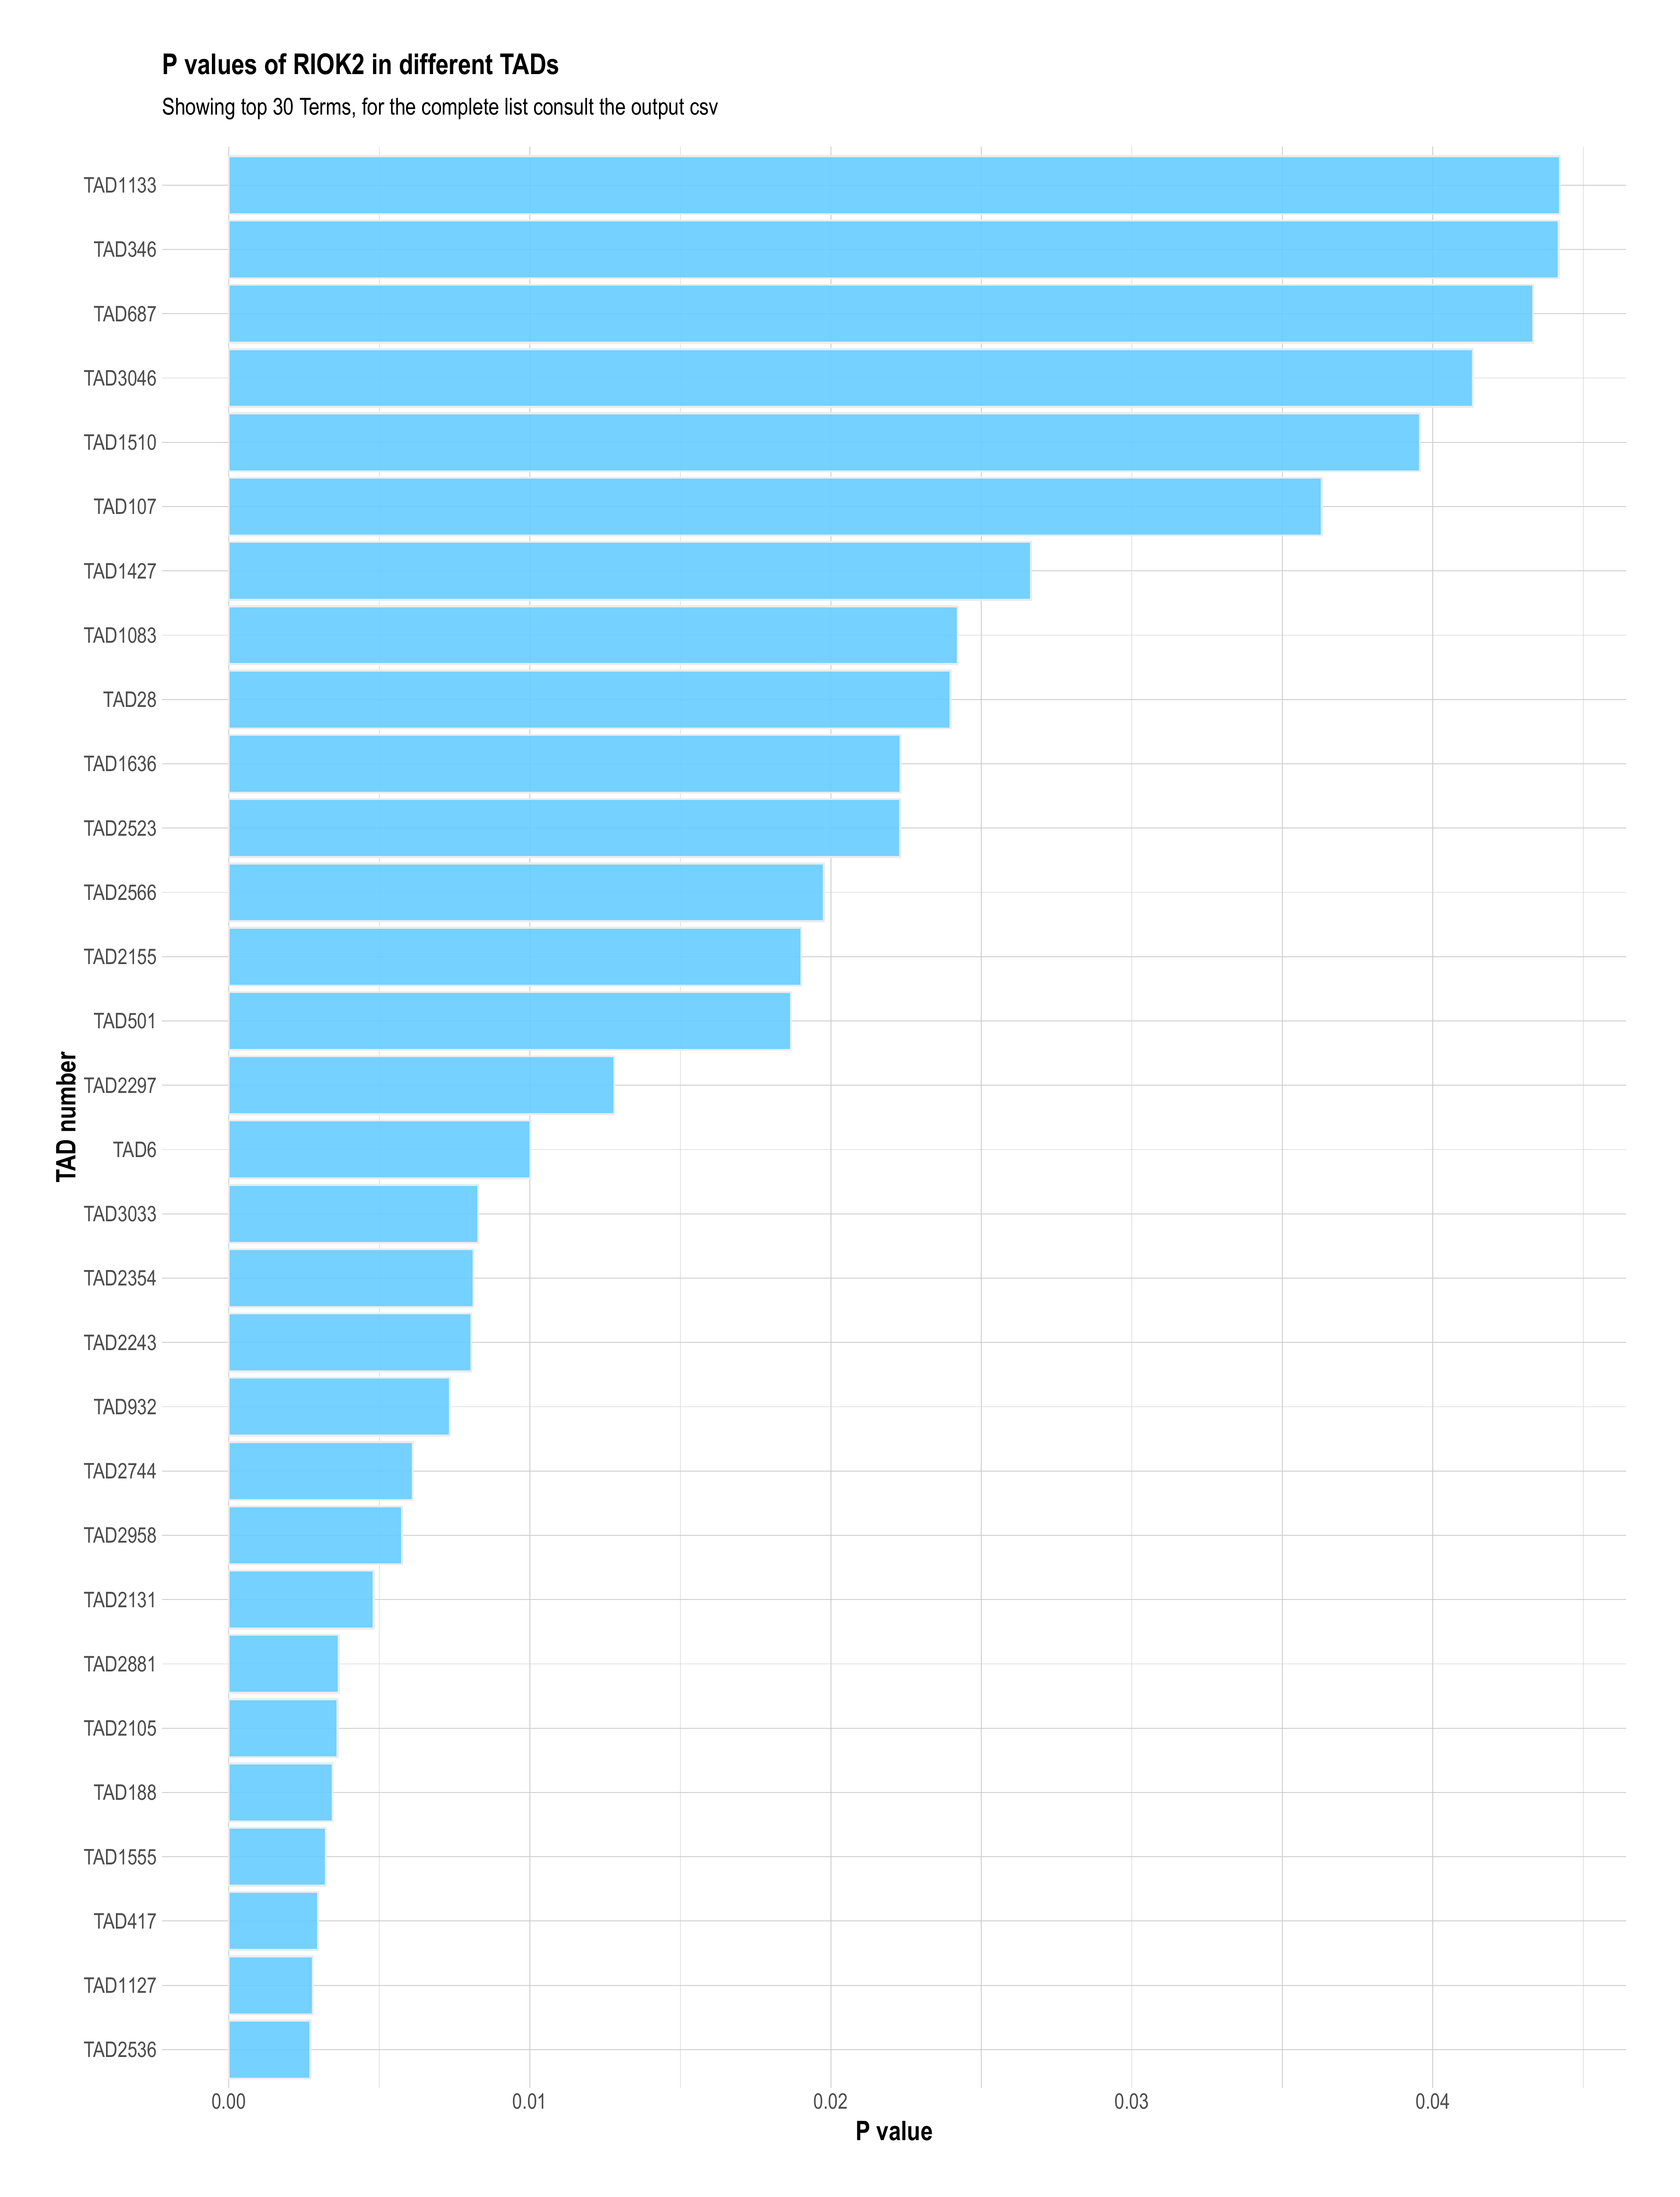 P values of RIOK2 in different TADs
Showing top 30 Terms, for the complete list consult the output csv
TAD1133
TAD346
TAD687
TAD3046
TAD1510
TAD107
TAD1427
TAD1083
TAD28
TAD1636
TAD2523
TAD2566
TAD2155
TAD501
TAD2297
TAD6
TAD3033
TAD2354
TAD2243
TAD932
TAD2744
TAD2958
TAD2131
TAD2881
TAD2105
TAD188
TAD1555
TAD417
TAD1127
TAD2536
TAD number
0.00 0.01 0.02 0.03 0.04
P value